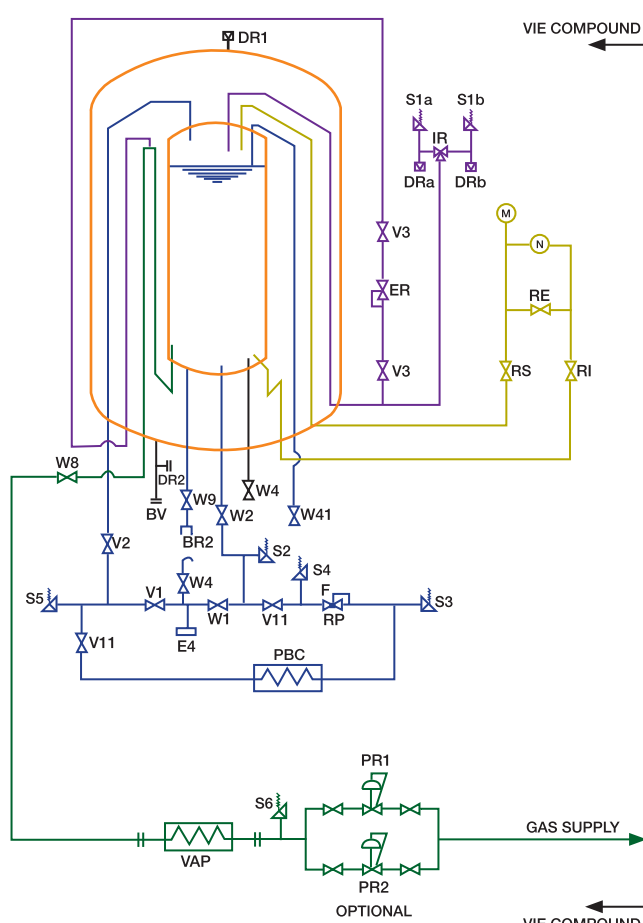 VIE COMPOUND
DR1
S1a
S1b
IR
DRa
DRb
M
N
V3
ER
RE
V3
RS
RI
W8
DR2
BV
W9
W4
BR2
W2
W41
V2
S2
S4
W4
S5
V1
F
S3
W1
V11
RP
V11
E4
PBC
PR1
S6
GAS SUPPLY
VAP
PR2
OPTIONAL
VIE COMPOUND